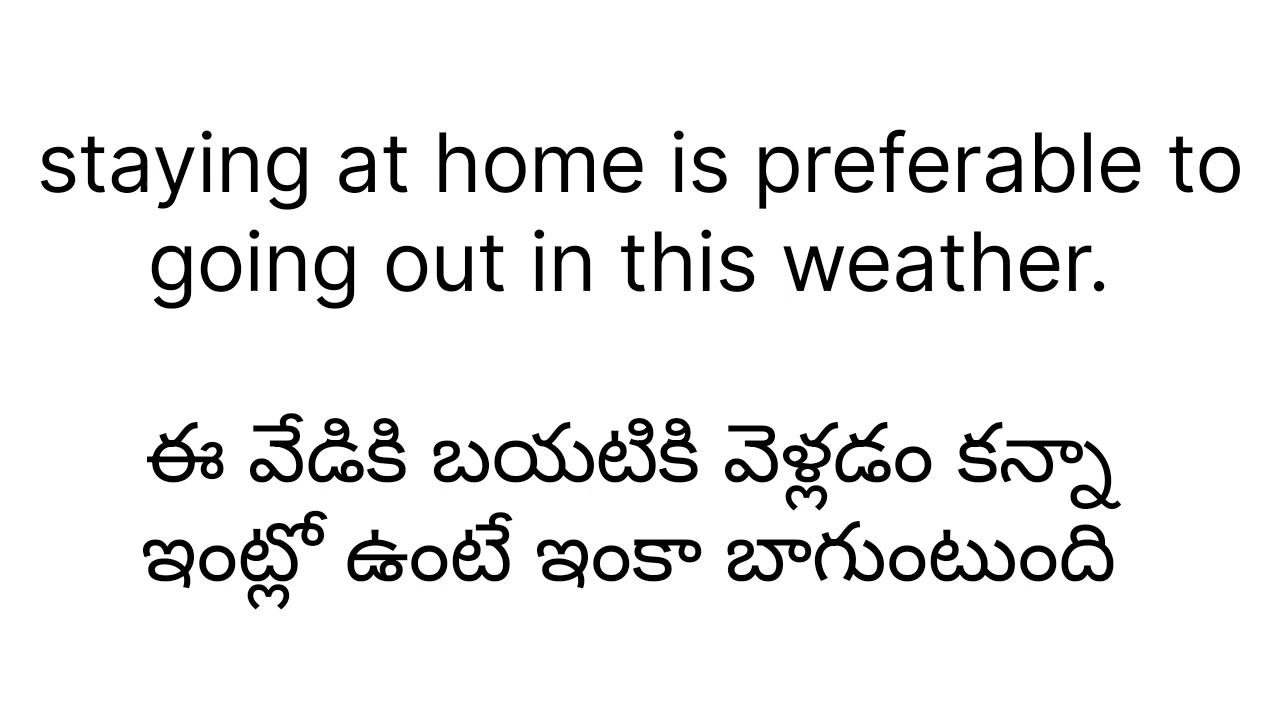 staying at home is preferable to
going out in this weather.
ఈ వేడికి బయటికి వెళ్లడం కన్నా
ఇంట్లో ఉంటే ఇంకా బాగుంటుంది